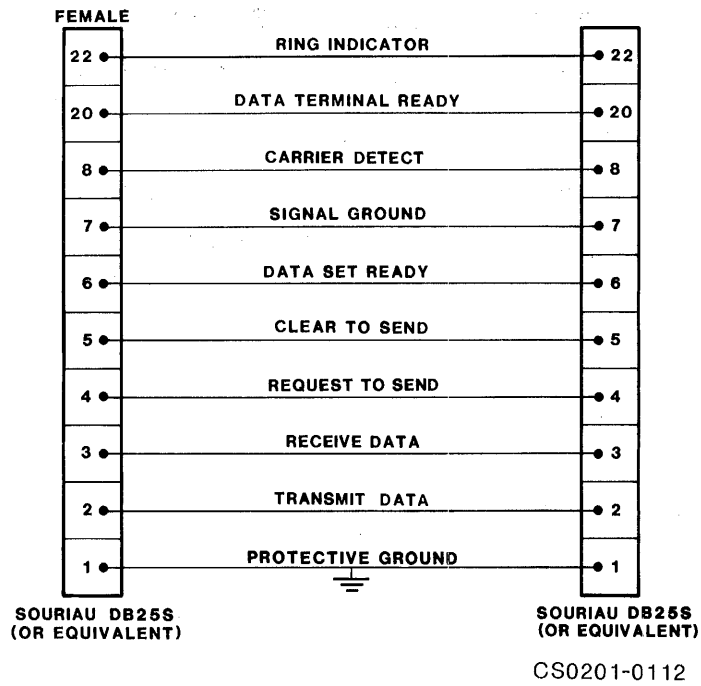 FEMALE
22 RING INDICATOR 22
20 DATA TERMINAL READY 20
8 CARRIER DETECT 8
7 SIGNAL GROUND 7
6 DATA SET READY 6
5 CLEAR TO SEND 5
4 REQUEST TO SEND 4
3 RECEIVE DATA 3
2 TRANSMIT DATA 2
1 PROTECTIVE GROUND 1
SOURIAU DB25S
(OR EQUIVALENT)
SOURIAU DB25S
(OR EQUIVALENT)
CS0201-0112